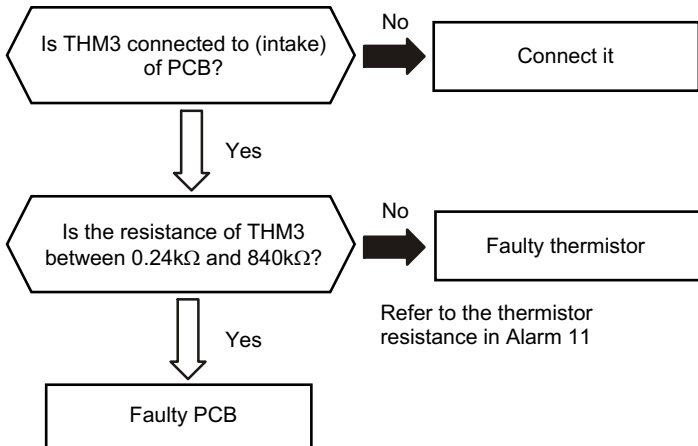 Is THM3 connected to (intake)
of PCB?
No
Connect it
Yes
Is the resistance of THM3
between 0.24kΩ and 840kΩ?
No
Faulty thermistor
Refer to the thermistor
resistance in Alarm 11
Yes
Faulty PCB